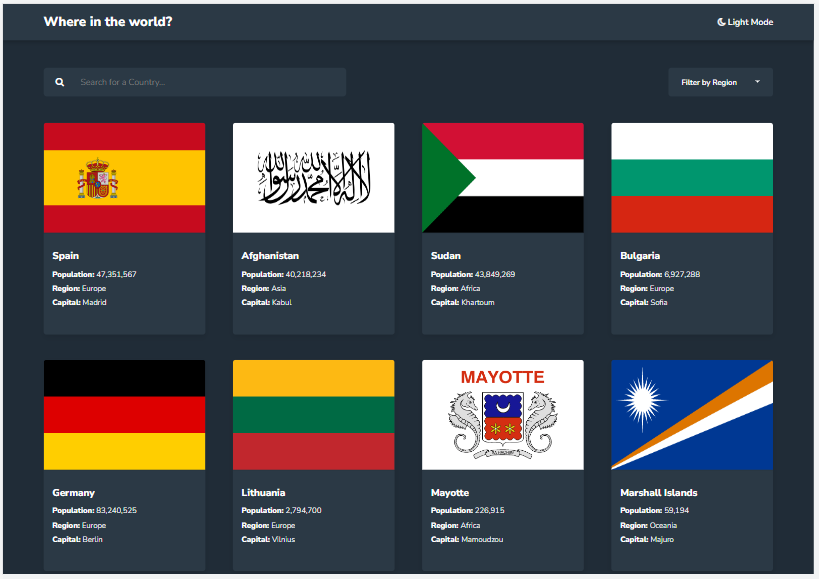 Where in the world?
Light Mode
Search for a Country...
Filter by Region
لا إله إلا الله محمد رسول الله
Spain
Population: 47,351,567
Region: Europe
Capital: Madrid
Afghanistan
Population: 40,218,234
Region: Asia
Capital: Kabul
Sudan
Population: 43,849,269
Region: Africa
Capital: Khartoum
Bulgaria
Population: 6,927,288
Region: Europe
Capital: Sofia
MAYOTTE
Germany
Population: 83,240,525
Region: Europe
Capital: Berlin
Lithuania
Population: 2,794,700
Region: Europe
Capital: Vilnius
Mayotte
Population: 226,915
Region: Africa
Capital: Mamoudzou
Marshall Islands
Population: 59,194
Region: Oceania
Capital: Majuro